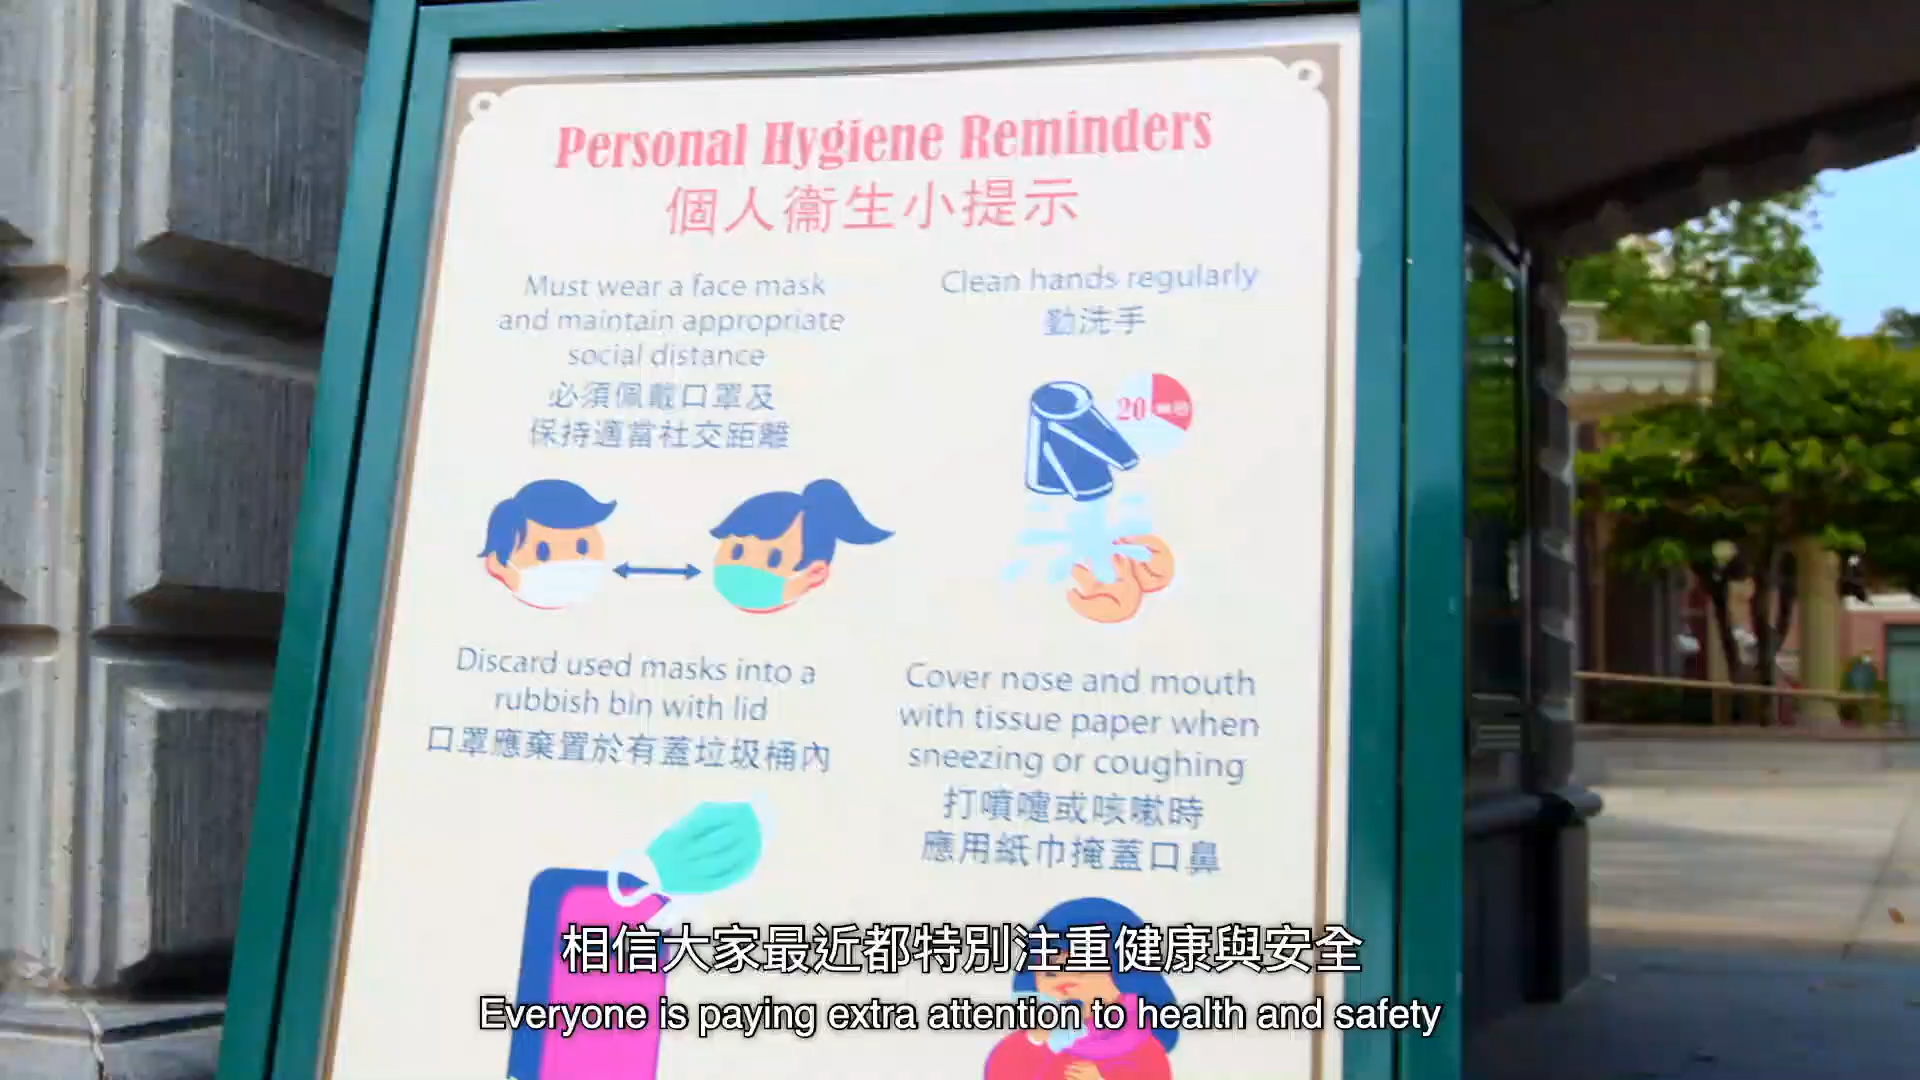 Personal Hygiene Reminders
個人衞生小提示
Must wear a face mask
and maintain appropriate
social distance
必須佩戴口罩及
保持適當社交距離
Clean hands regularly
勤洗手
20
Discard used masks into a
rubbish bin with lid
口罩應棄置於有蓋垃圾桶內
Cover nose and mouth
with tissue paper when
sneezing or coughing
打噴嚏或咳嗽時
應用紙巾掩蓋口鼻
相信大家最近都特別注重健康與安全
Everyone is paying extra attention to health and safety